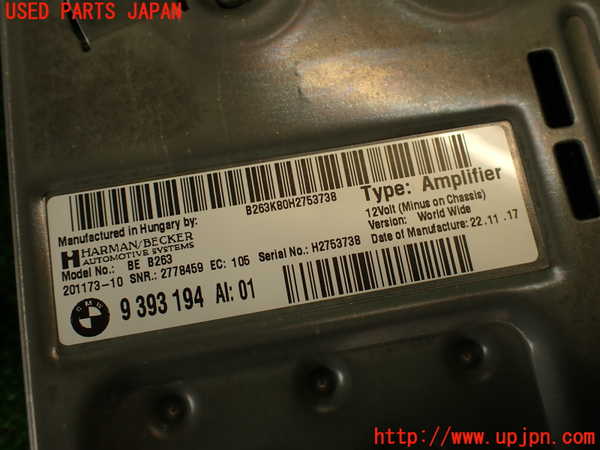 USED PARTS JAPAN
B263K80H2753738
Manufactured in Hungary by:
HARMAN/BECKER
AUTOMOTIVE SYSTEMS
Type: Amplifier
12Volt (Minus on Chassis)
Version: World Wide
Date of Manufacture: 22.11.17
Model No.: BE B263
201173-10 SNR.: 2778459 EC: 105 Serial No.: H2753738
BMW
9 393 194 AI: 01
http://www.upjpn.com/